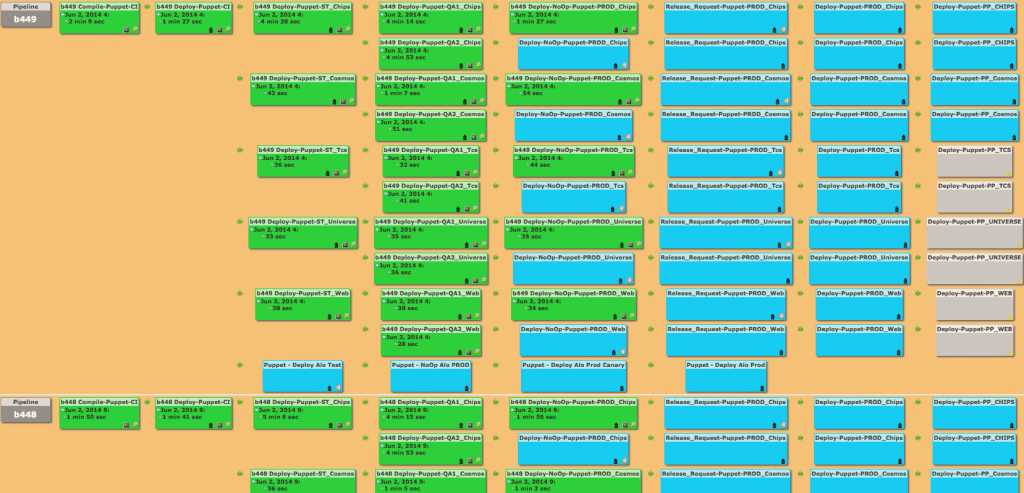 Pipeline
b449
b449 Compile-Puppet-CI
Jun 2, 2014 4:
2 min 9 sec
b449 Deploy-Puppet-CI
Jun 2, 2014 4:
1 min 27 sec
b449 Deploy-Puppet-ST_Chips
Jun 2, 2014 4:
4 min 28 sec
b449 Deploy-Puppet-QA1_Chips
Jun 2, 2014 4:
4 min 14 sec
b449 Deploy-NoOp-Puppet-PROD_Chips
Jun 2, 2014 4:
1 min 27 sec
Release_Request-Puppet-PROD_Chips
Deploy-Puppet-PROD_Chips
Deploy-Puppet-PP_CHIPS
b449 Deploy-Puppet-QA2_Chips
Jun 2, 2014 4:
4 min 53 sec
Deploy-NoOp-Puppet-PROD_Chips
Release_Request-Puppet-PROD_Chips
Deploy-Puppet-PROD_Chips
Deploy-Puppet-PP_CHIPS
b449 Deploy-Puppet-ST_Cosmos
Jun 2, 2014 4:
42 sec
b449 Deploy-Puppet-QA1_Cosmos
Jun 2, 2014 4:
1 min 7 sec
b449 Deploy-NoOp-Puppet-PROD_Cosmos
Jun 2, 2014 4:
54 sec
Release_Request-Puppet-PROD_Cosmos
Deploy-Puppet-PROD_Cosmos
Deploy-Puppet-PP_Cosmos
b449 Deploy-Puppet-QA2_Cosmos
Jun 2, 2014 4:
51 sec
Deploy-NoOp-Puppet-PROD_Cosmos
Release_Request-Puppet-PROD_Cosmos
Deploy-Puppet-PROD_Cosmos
Deploy-Puppet-PP_Cosmos
b449 Deploy-Puppet-ST_Tcs
Jun 2, 2014 4:
36 sec
b449 Deploy-Puppet-QA1_Tcs
Jun 2, 2014 4:
32 sec
b449 Deploy-NoOp-Puppet-PROD_Tcs
Jun 2, 2014 4:
44 sec
Release_Request-Puppet-PROD_Tcs
Deploy-Puppet-PROD_Tcs
Deploy-Puppet-PP_TCS
b449 Deploy-Puppet-QA2_Tcs
Jun 2, 2014 4:
41 sec
Deploy-NoOp-Puppet-PROD_Tcs
Release_Request-Puppet-PROD_Tcs
Deploy-Puppet-PROD_Tcs
Deploy-Puppet-PP_TCS
b449 Deploy-Puppet-ST_Universe
Jun 2, 2014 4:
33 sec
b449 Deploy-Puppet-QA1_Universe
Jun 2, 2014 4:
35 sec
b449 Deploy-NoOp-Puppet-PROD_Universe
Jun 2, 2014 4:
35 sec
Release_Request-Puppet-PROD_Universe
Deploy-Puppet-PROD_Universe
Deploy-Puppet-PP_UNIVERSE
b449 Deploy-Puppet-QA2_Universe
Jun 2, 2014 4:
36 sec
Deploy-NoOp-Puppet-PROD_Universe
Release_Request-Puppet-PROD_Universe
Deploy-Puppet-PROD_Universe
Deploy-Puppet-PP_UNIVERSE
b449 Deploy-Puppet-ST_Web
Jun 2, 2014 4:
38 sec
b449 Deploy-Puppet-QA1_Web
Jun 2, 2014 4:
38 sec
b449 Deploy-NoOp-Puppet-PROD_Web
Jun 2, 2014 4:
34 sec
Release_Request-Puppet-PROD_Web
Deploy-Puppet-PROD_Web
Deploy-Puppet-PP_WEB
b449 Deploy-Puppet-QA2_Web
Jun 2, 2014 4:
28 sec
Deploy-NoOp-Puppet-PROD_Web
Release_Request-Puppet-PROD_Web
Deploy-Puppet-PROD_Web
Deploy-Puppet-PP_WEB
Puppet - Deploy Alo Test
Puppet - NoOp Alo PROD
Puppet - Deploy Alo Prod Canary
Puppet - Deploy Alo Prod
Pipeline
b448
b448 Compile-Puppet-CI
Jun 2, 2014 9:
1 min 50 sec
b448 Deploy-Puppet-CI
Jun 2, 2014 9:
1 min 41 sec
b448 Deploy-Puppet-ST_Chips
Jun 2, 2014 9:
5 min 6 sec
b448 Deploy-Puppet-QA1_Chips
Jun 2, 2014 9:
4 min 15 sec
b448 Deploy-NoOp-Puppet-PROD_Chips
Jun 2, 2014 9:
1 min 56 sec
Release_Request-Puppet-PROD_Chips
Deploy-Puppet-PROD_Chips
Deploy-Puppet-PP_CHIPS
b448 Deploy-Puppet-QA2_Chips
Jun 2, 2014 9:
4 min 53 sec
Deploy-NoOp-Puppet-PROD_Chips
Release_Request-Puppet-PROD_Chips
Deploy-Puppet-PROD_Chips
Deploy-Puppet-PP_CHIPS
b448 Deploy-Puppet-ST_Cosmos
Jun 2, 2014 9:
36 sec
b448 Deploy-Puppet-QA1_Cosmos
Jun 2, 2014 9:
1 min 5 sec
b448 Deploy-NoOp-Puppet-PROD_Cosmos
Jun 2, 2014 9:
1 min 2 sec
Release_Request-Puppet-PROD_Cosmos
Deploy-Puppet-PROD_Cosmos
Deploy-Puppet-PP_Cosmos